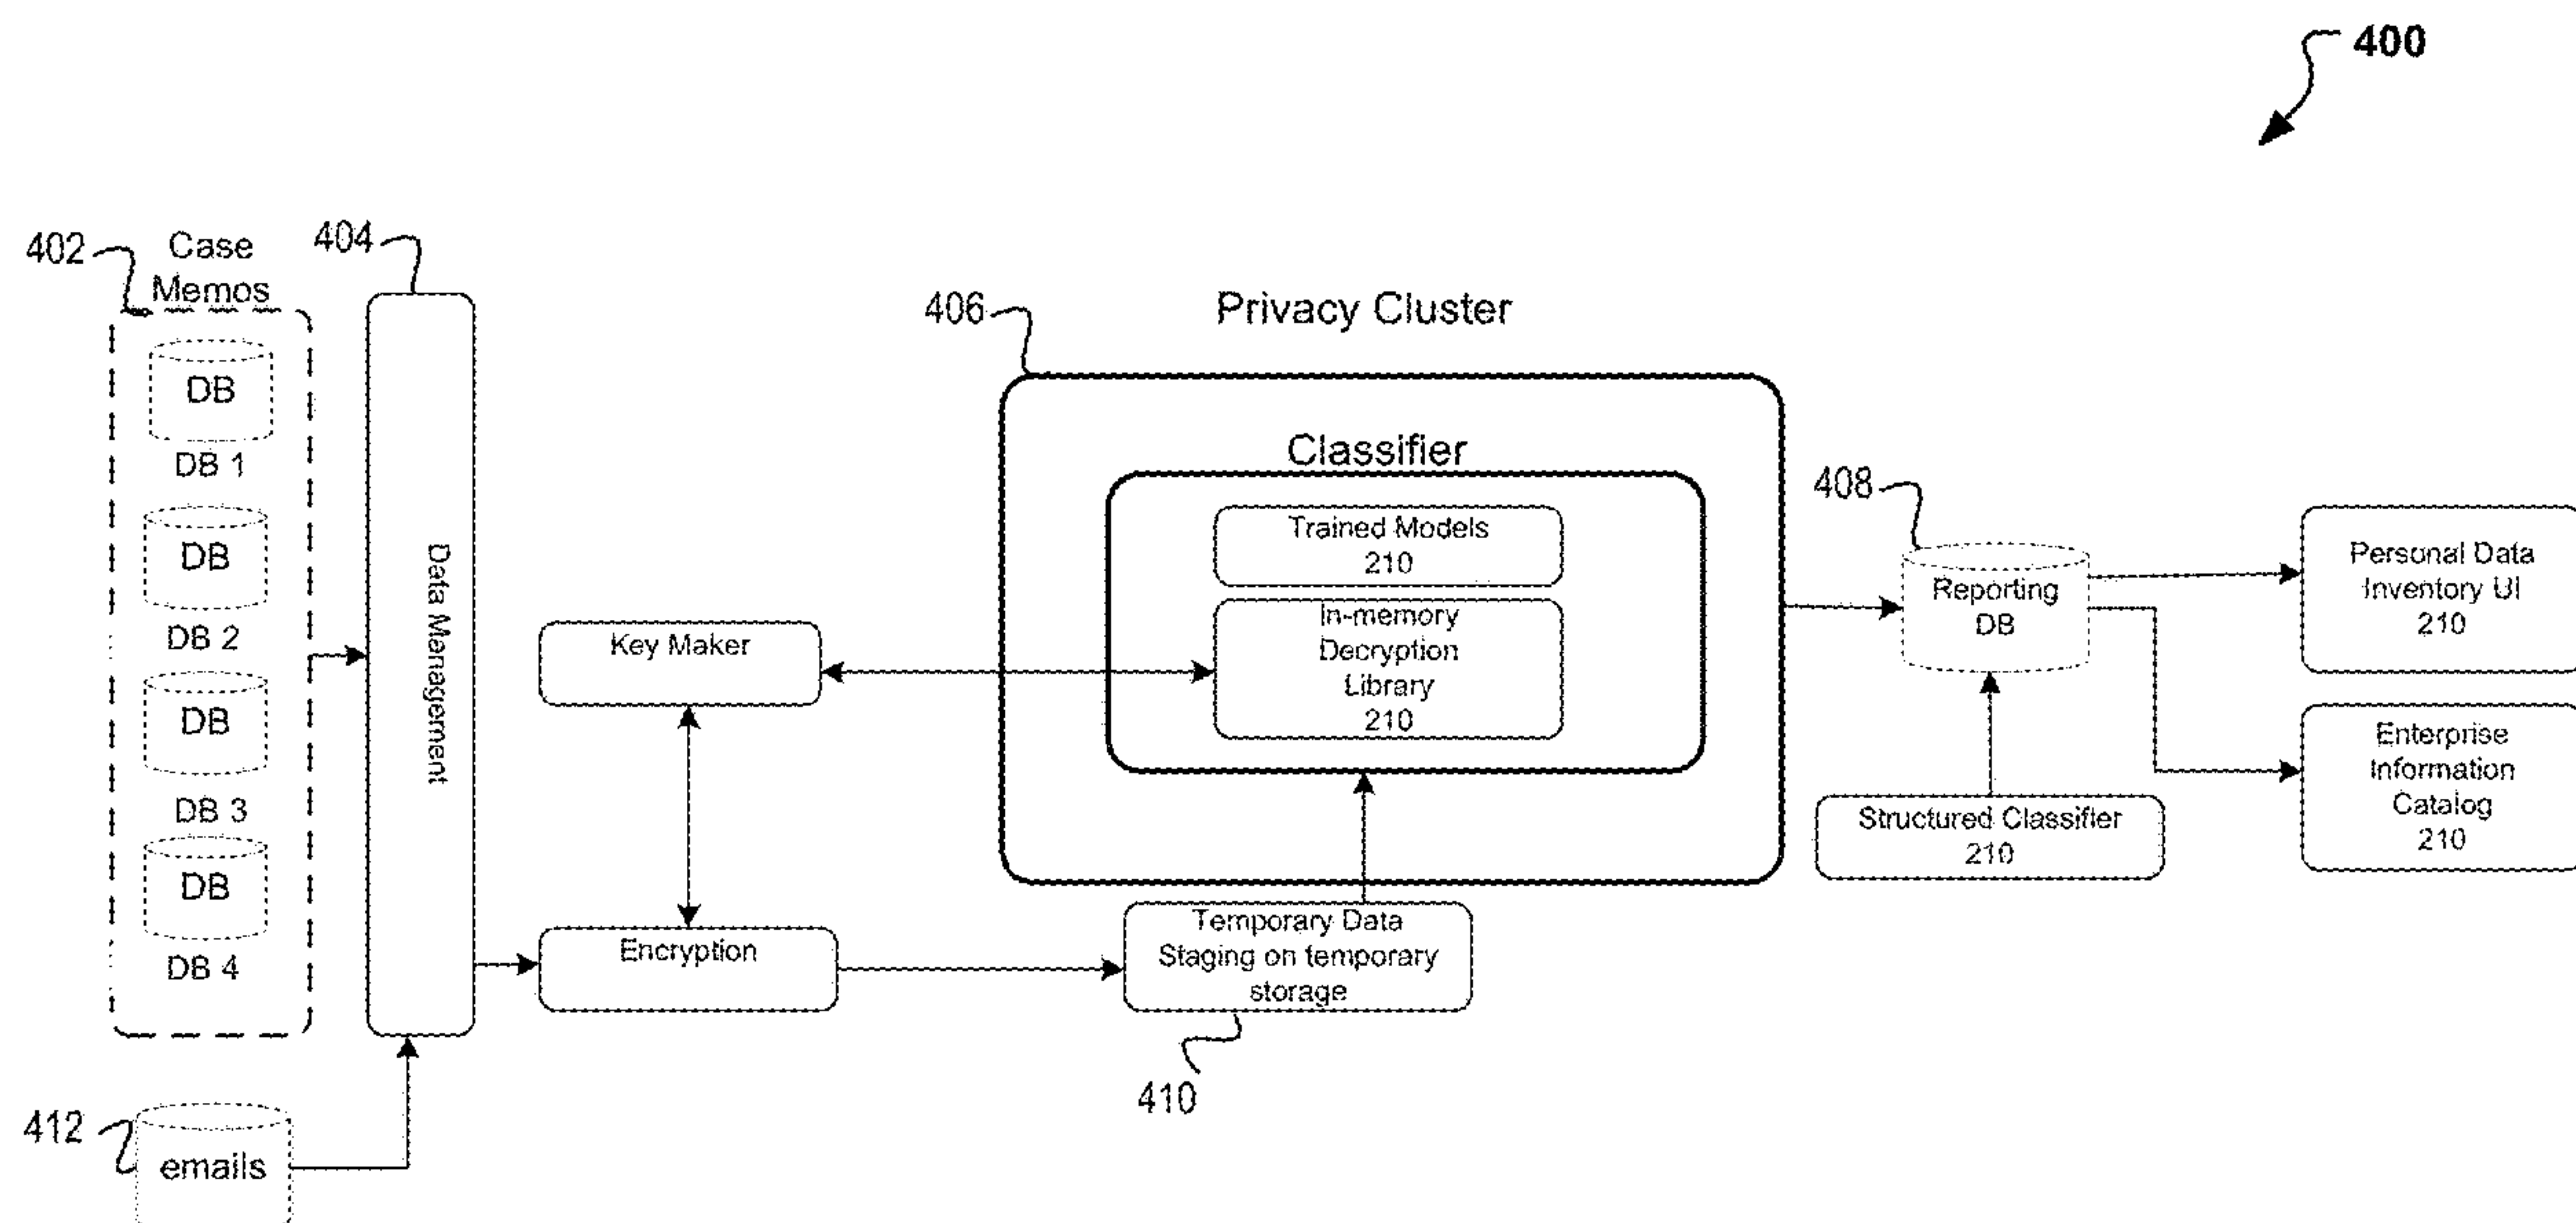 400
402
Case
Memos
404
DB
DB 1
DB
DB 2
DB
DB 3
DB
DB 4
412
emails
Data Management
Key Maker
Encryption
406
Privacy Cluster
Classifier
Trained Models
210
In-memory
Decryption
Library
210
Temporary Data
Staging on temporary
storage
410
408
Reporting
DB
Structured Classifier
210
Personal Data
Inventory UI
210
Enterprise
Information
Catalog
210